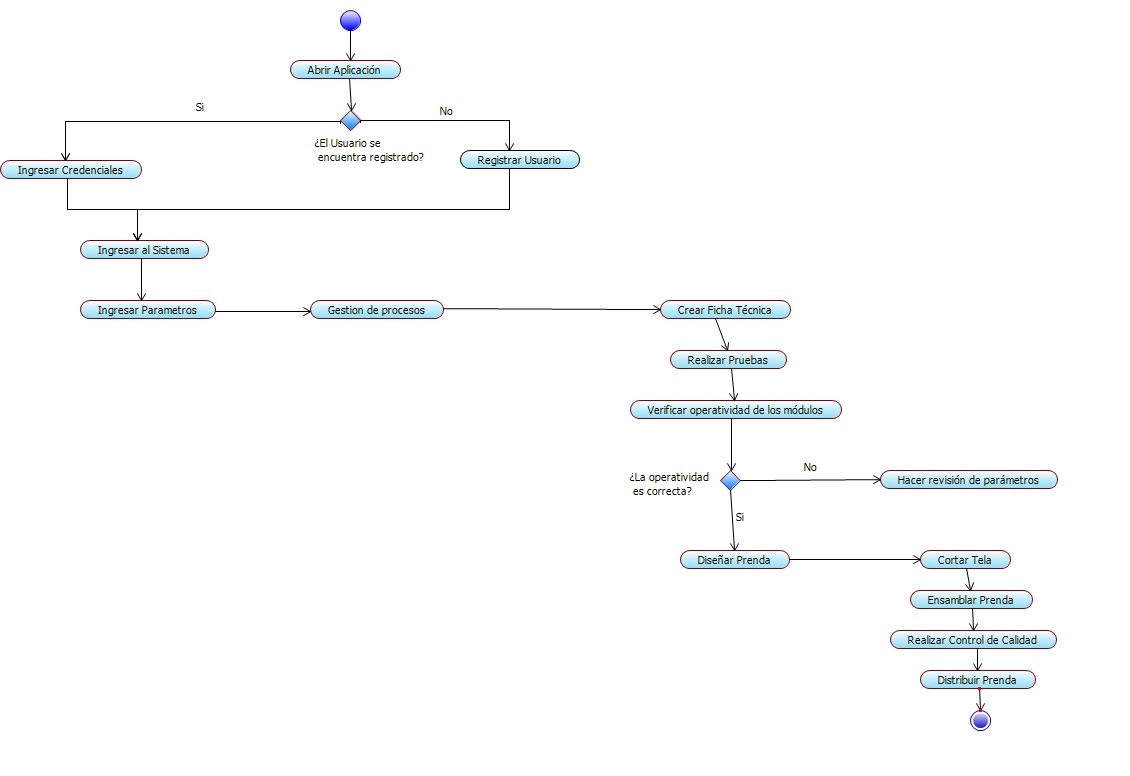 Abrir Aplicación
Si
No
¿El Usuario se
encuentra registrado?
Registrar Usuario
Ingresar Credenciales
Ingresar al Sistema
Ingresar Parametros
Gestion de procesos
Crear Ficha Técnica
Realizar Pruebas
Verificar operatividad de los módulos
¿La operatividad
es correcta?
No
Hacer revisión de parámetros
Si
Diseñar Prenda
Cortar Tela
Ensamblar Prenda
Realizar Control de Calidad
Distribuir Prenda